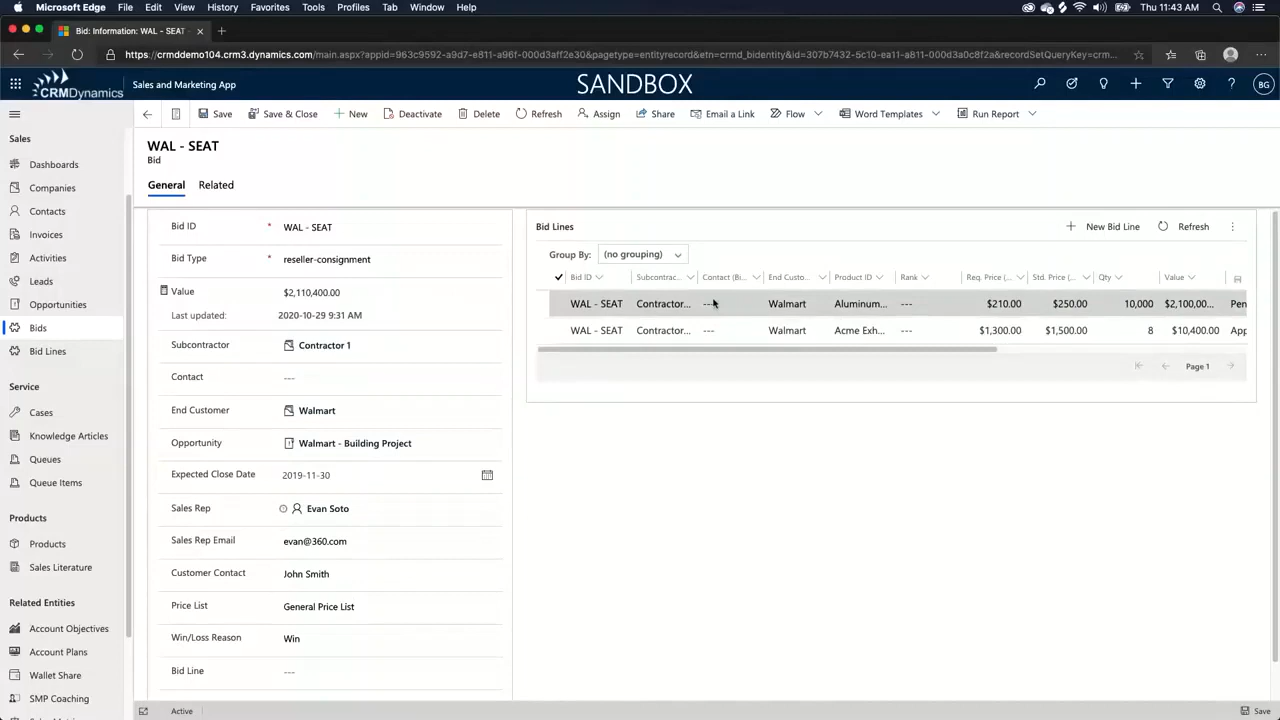 Microsoft Edge File Edit View History Favorites Tools Profiles Tab Window Help
Thu 11:43 AM
Bid: Information: WAL - SEAT -
https://crmddemo104.crm3.dynamics.com/main.aspx?appid=963c9592-a9d7-e811-a96f-000d3aff2e30&pagetype=entityrecord&etn=crmd_bidentity&id=307b7432-5c10-ea11-a811-000d3a0c8f2a&recordSetQueryKey=crm...
CRMDynamics
Sales and Marketing App
SANDBOX
BG
Save
Save & Close
New
Deactivate
Delete
Refresh
Assign
Share
Email a Link
Flow
Word Templates
Run Report
Sales
Dashboards
Companies
Contacts
Invoices
Activities
Leads
Opportunities
Bids
Bid Lines
Service
Cases
Knowledge Articles
Queues
Queue Items
Products
Products
Sales Literature
Related Entities
Account Objectives
Account Plans
Wallet Share
SMP Coaching
WAL - SEAT
Bid
General Related
Bid ID * WAL - SEAT
Bid Type * reseller-consignment
Value $2,110,400.00
Last updated: 2020-10-29 9:31 AM
Subcontractor Contractor 1
Contact ---
End Customer Walmart
Opportunity Walmart - Building Project
Expected Close Date 2019-11-30
Sales Rep Evan Soto
Sales Rep Email evan@360.com
Customer Contact John Smith
Price List General Price List
Win/Loss Reason Win
Bid Line ---
Bid Lines
New Bid Line
Refresh
Group By: (no grouping)
Bid ID Subcontrac... Contact (Bi... End Custo... Product ID Rank Req. Price (... Std. Price (... Qty Value
WAL - SEAT Contractor... --- Walmart Aluminum... --- $210.00 $250.00 10,000 $2,100,00... Pen
WAL - SEAT Contractor... --- Walmart Acme Exh... --- $1,300.00 $1,500.00 8 $10,400.00 App
Page 1
Active
Save